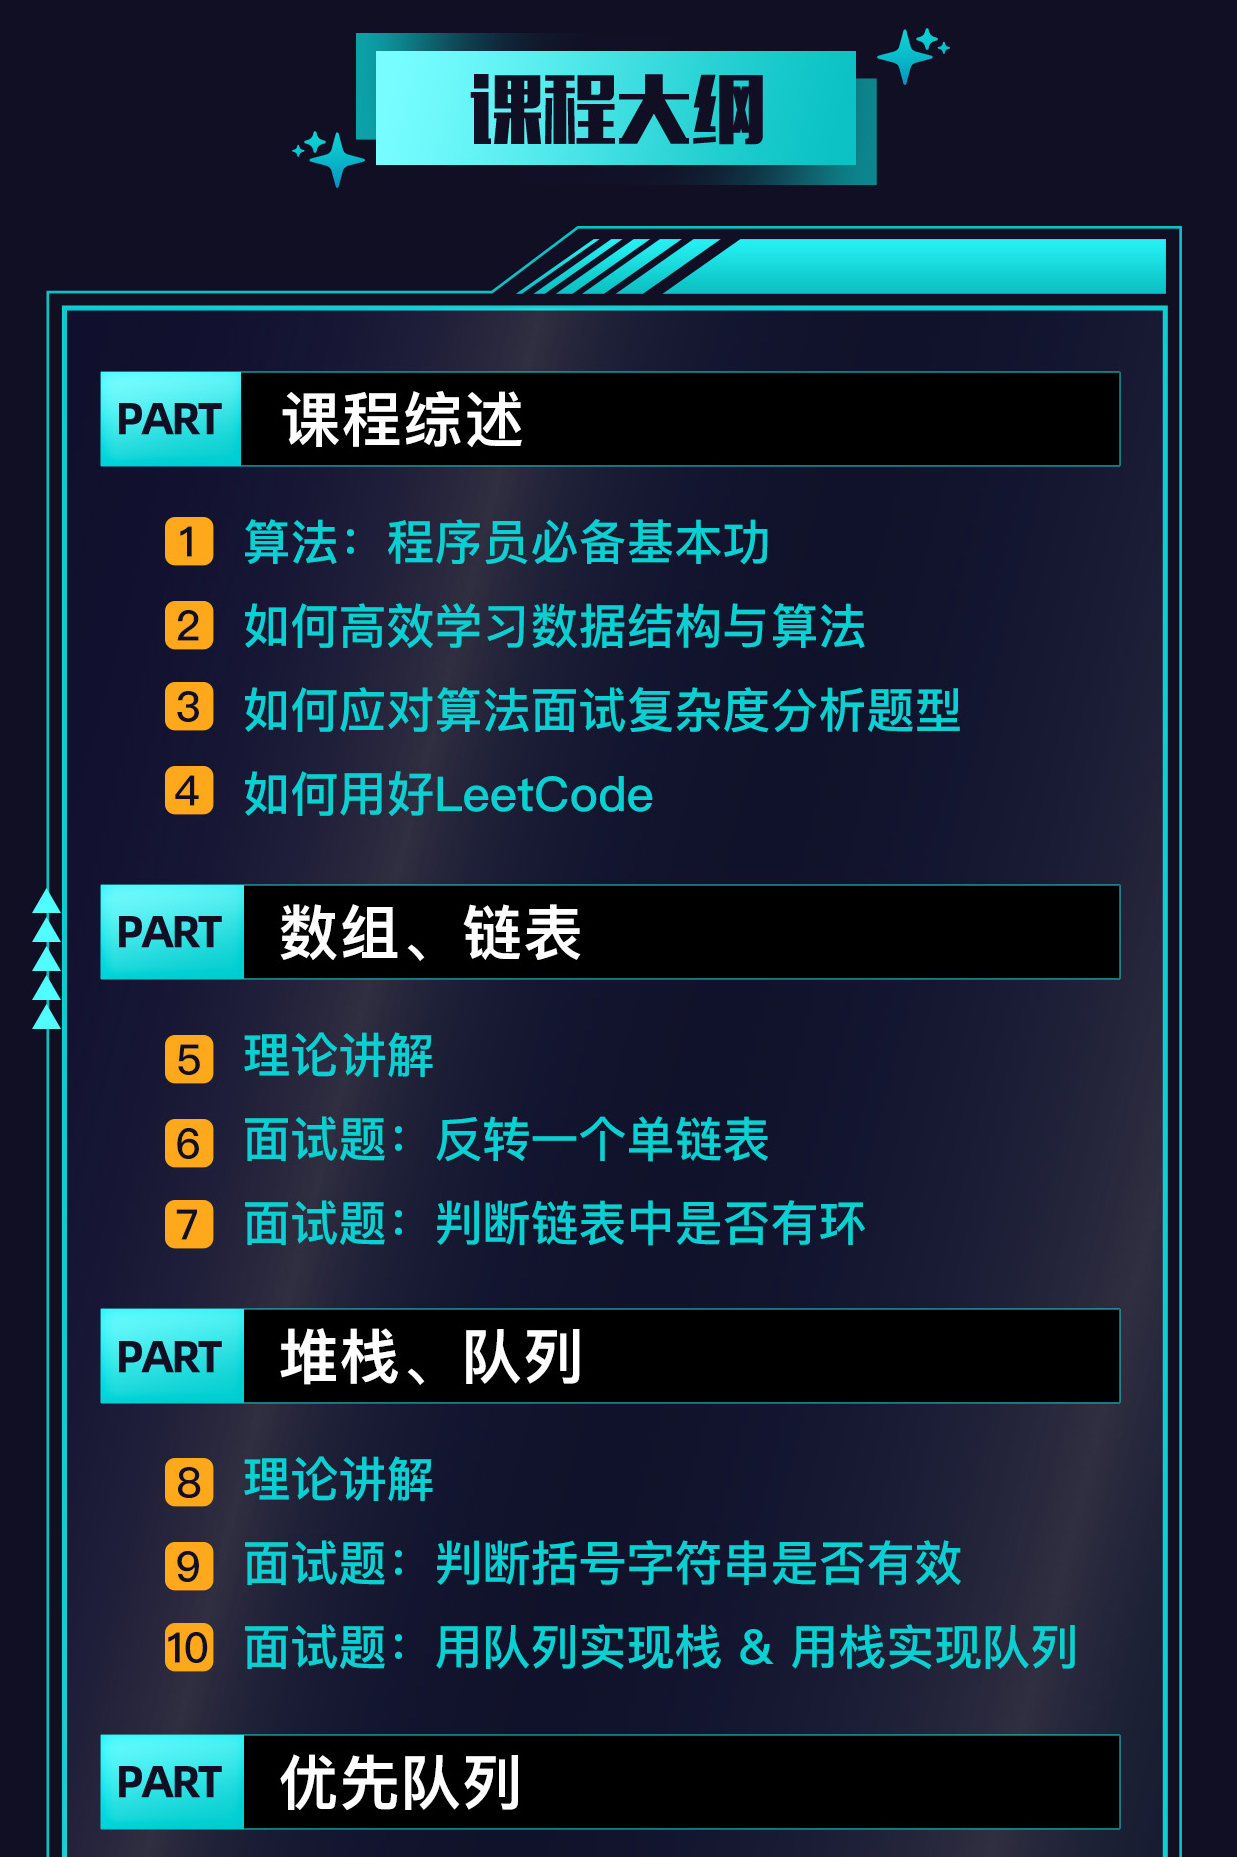 课程大纲
PART 课程综述
1 算法：程序员必备基本功
2 如何高效学习数据结构与算法
3 如何应对算法面试复杂度分析题型
4 如何用好LeetCode
PART 数组、链表
5 理论讲解
6 面试题：反转一个单链表
7 面试题：判断链表中是否有环
PART 堆栈、队列
8 理论讲解
9 面试题：判断括号字符串是否有效
10 面试题：用队列实现栈 & 用栈实现队列
PART 优先队列